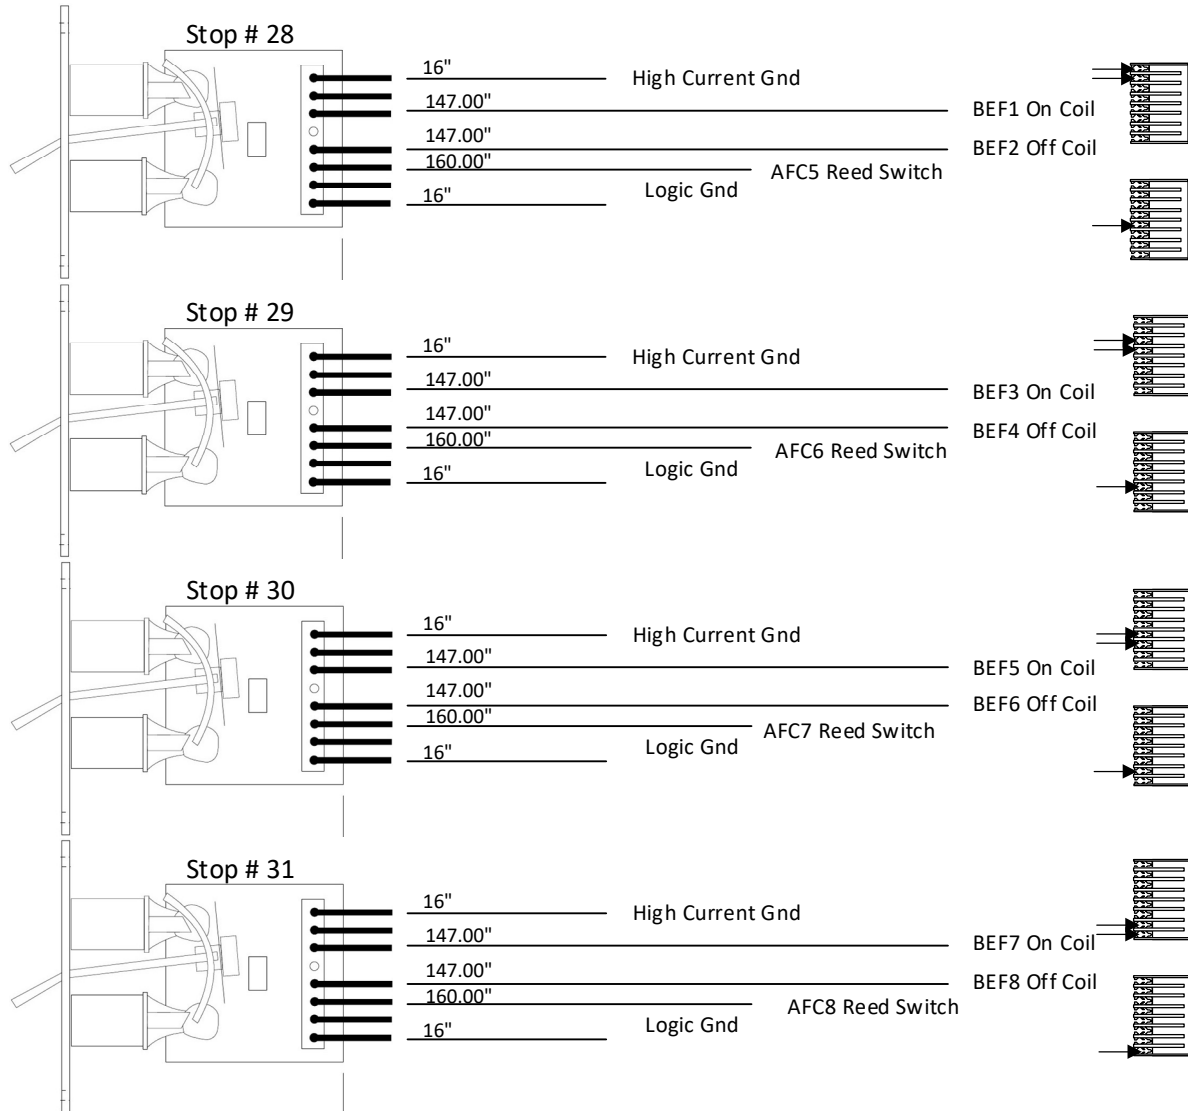 Stop # 28
16"
High Current Gnd
147.00"
BEF1 On Coil
147.00"
BEF2 Off Coil
160.00"
AFC5 Reed Switch
Logic Gnd
16"
Stop # 29
16"
High Current Gnd
147.00"
BEF3 On Coil
147.00"
BEF4 Off Coil
160.00"
AFC6 Reed Switch
Logic Gnd
16"
Stop # 30
16"
High Current Gnd
147.00"
BEF5 On Coil
147.00"
BEF6 Off Coil
160.00"
AFC7 Reed Switch
Logic Gnd
16"
Stop # 31
16"
High Current Gnd
147.00"
BEF7 On Coil
147.00"
BEF8 Off Coil
160.00"
AFC8 Reed Switch
Logic Gnd
16"